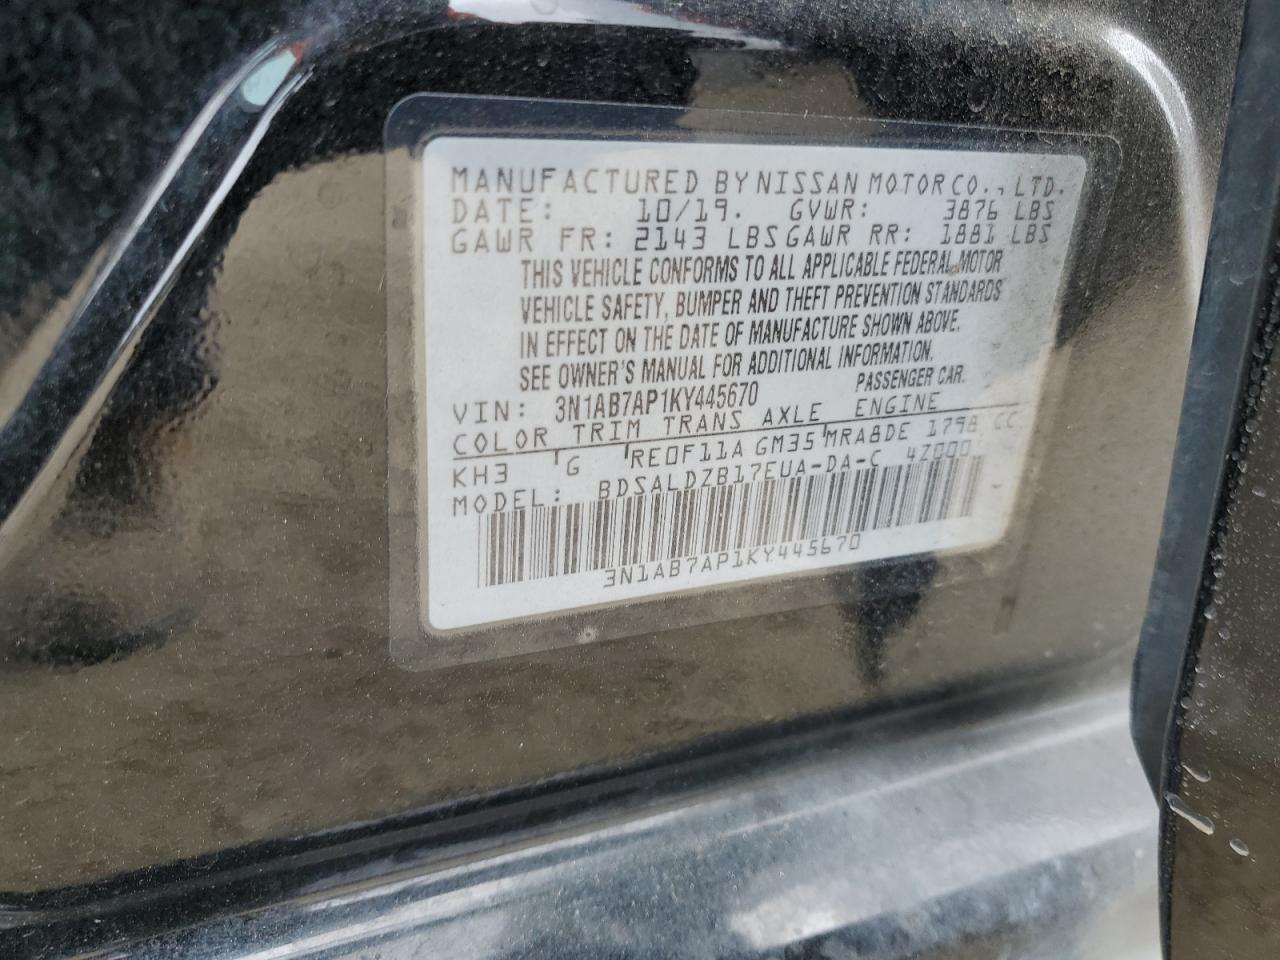 MANUFACTURED BY NISSAN MOTOR CO., LTD.
DATE: 10/19. GVWR: 3876 LBS
GAWR FR: 2143 LBS GAWR RR: 1881 LBS
THIS VEHICLE CONFORMS TO ALL APPLICABLE FEDERAL MOTOR
VEHICLE SAFETY, BUMPER AND THEFT PREVENTION STANDARDS
IN EFFECT ON THE DATE OF MANUFACTURE SHOWN ABOVE.
SEE OWNER'S MANUAL FOR ADDITIONAL INFORMATION.
VIN: 3N1AB7AP1KY445670 PASSENGER CAR.
COLOR TRIM TRANS AXLE ENGINE
KH3 G RE0F11A GM35 MRA8DE 1798 CC
MODEL: BDSALDZB17EUA-DA-C 4Z000
3N1AB7AP1KY445670